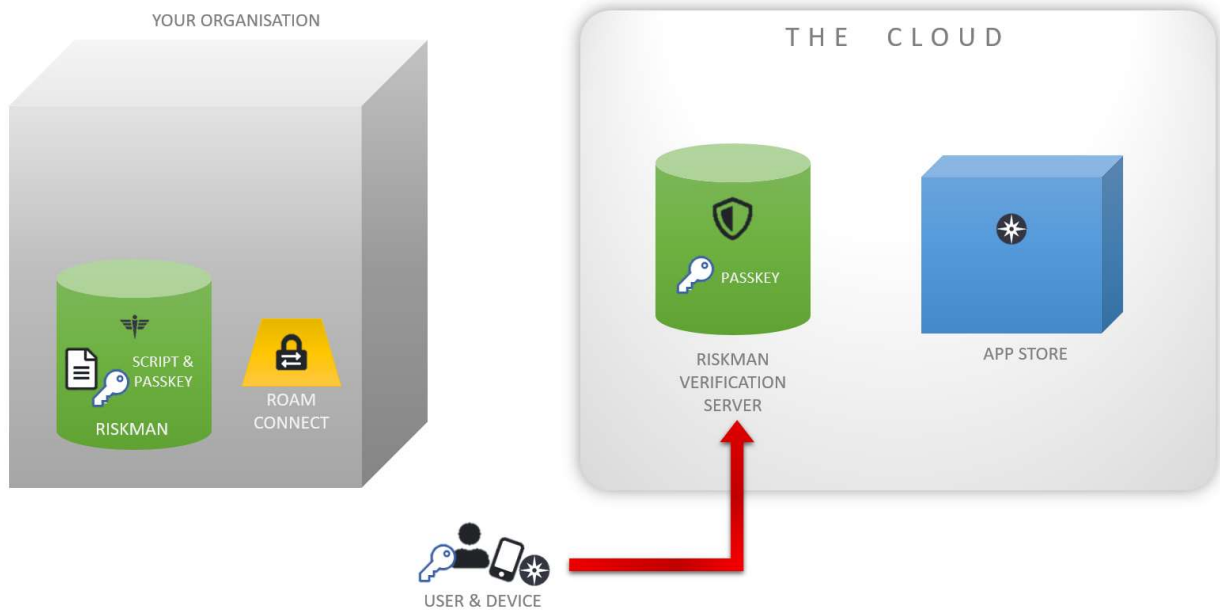 YOUR ORGANISATION
THE CLOUD
SCRIPT &
PASSKEY
RISKMAN
ROAM
CONNECT
PASSKEY
RISKMAN
VERIFICATION
SERVER
APP STORE
USER & DEVICE